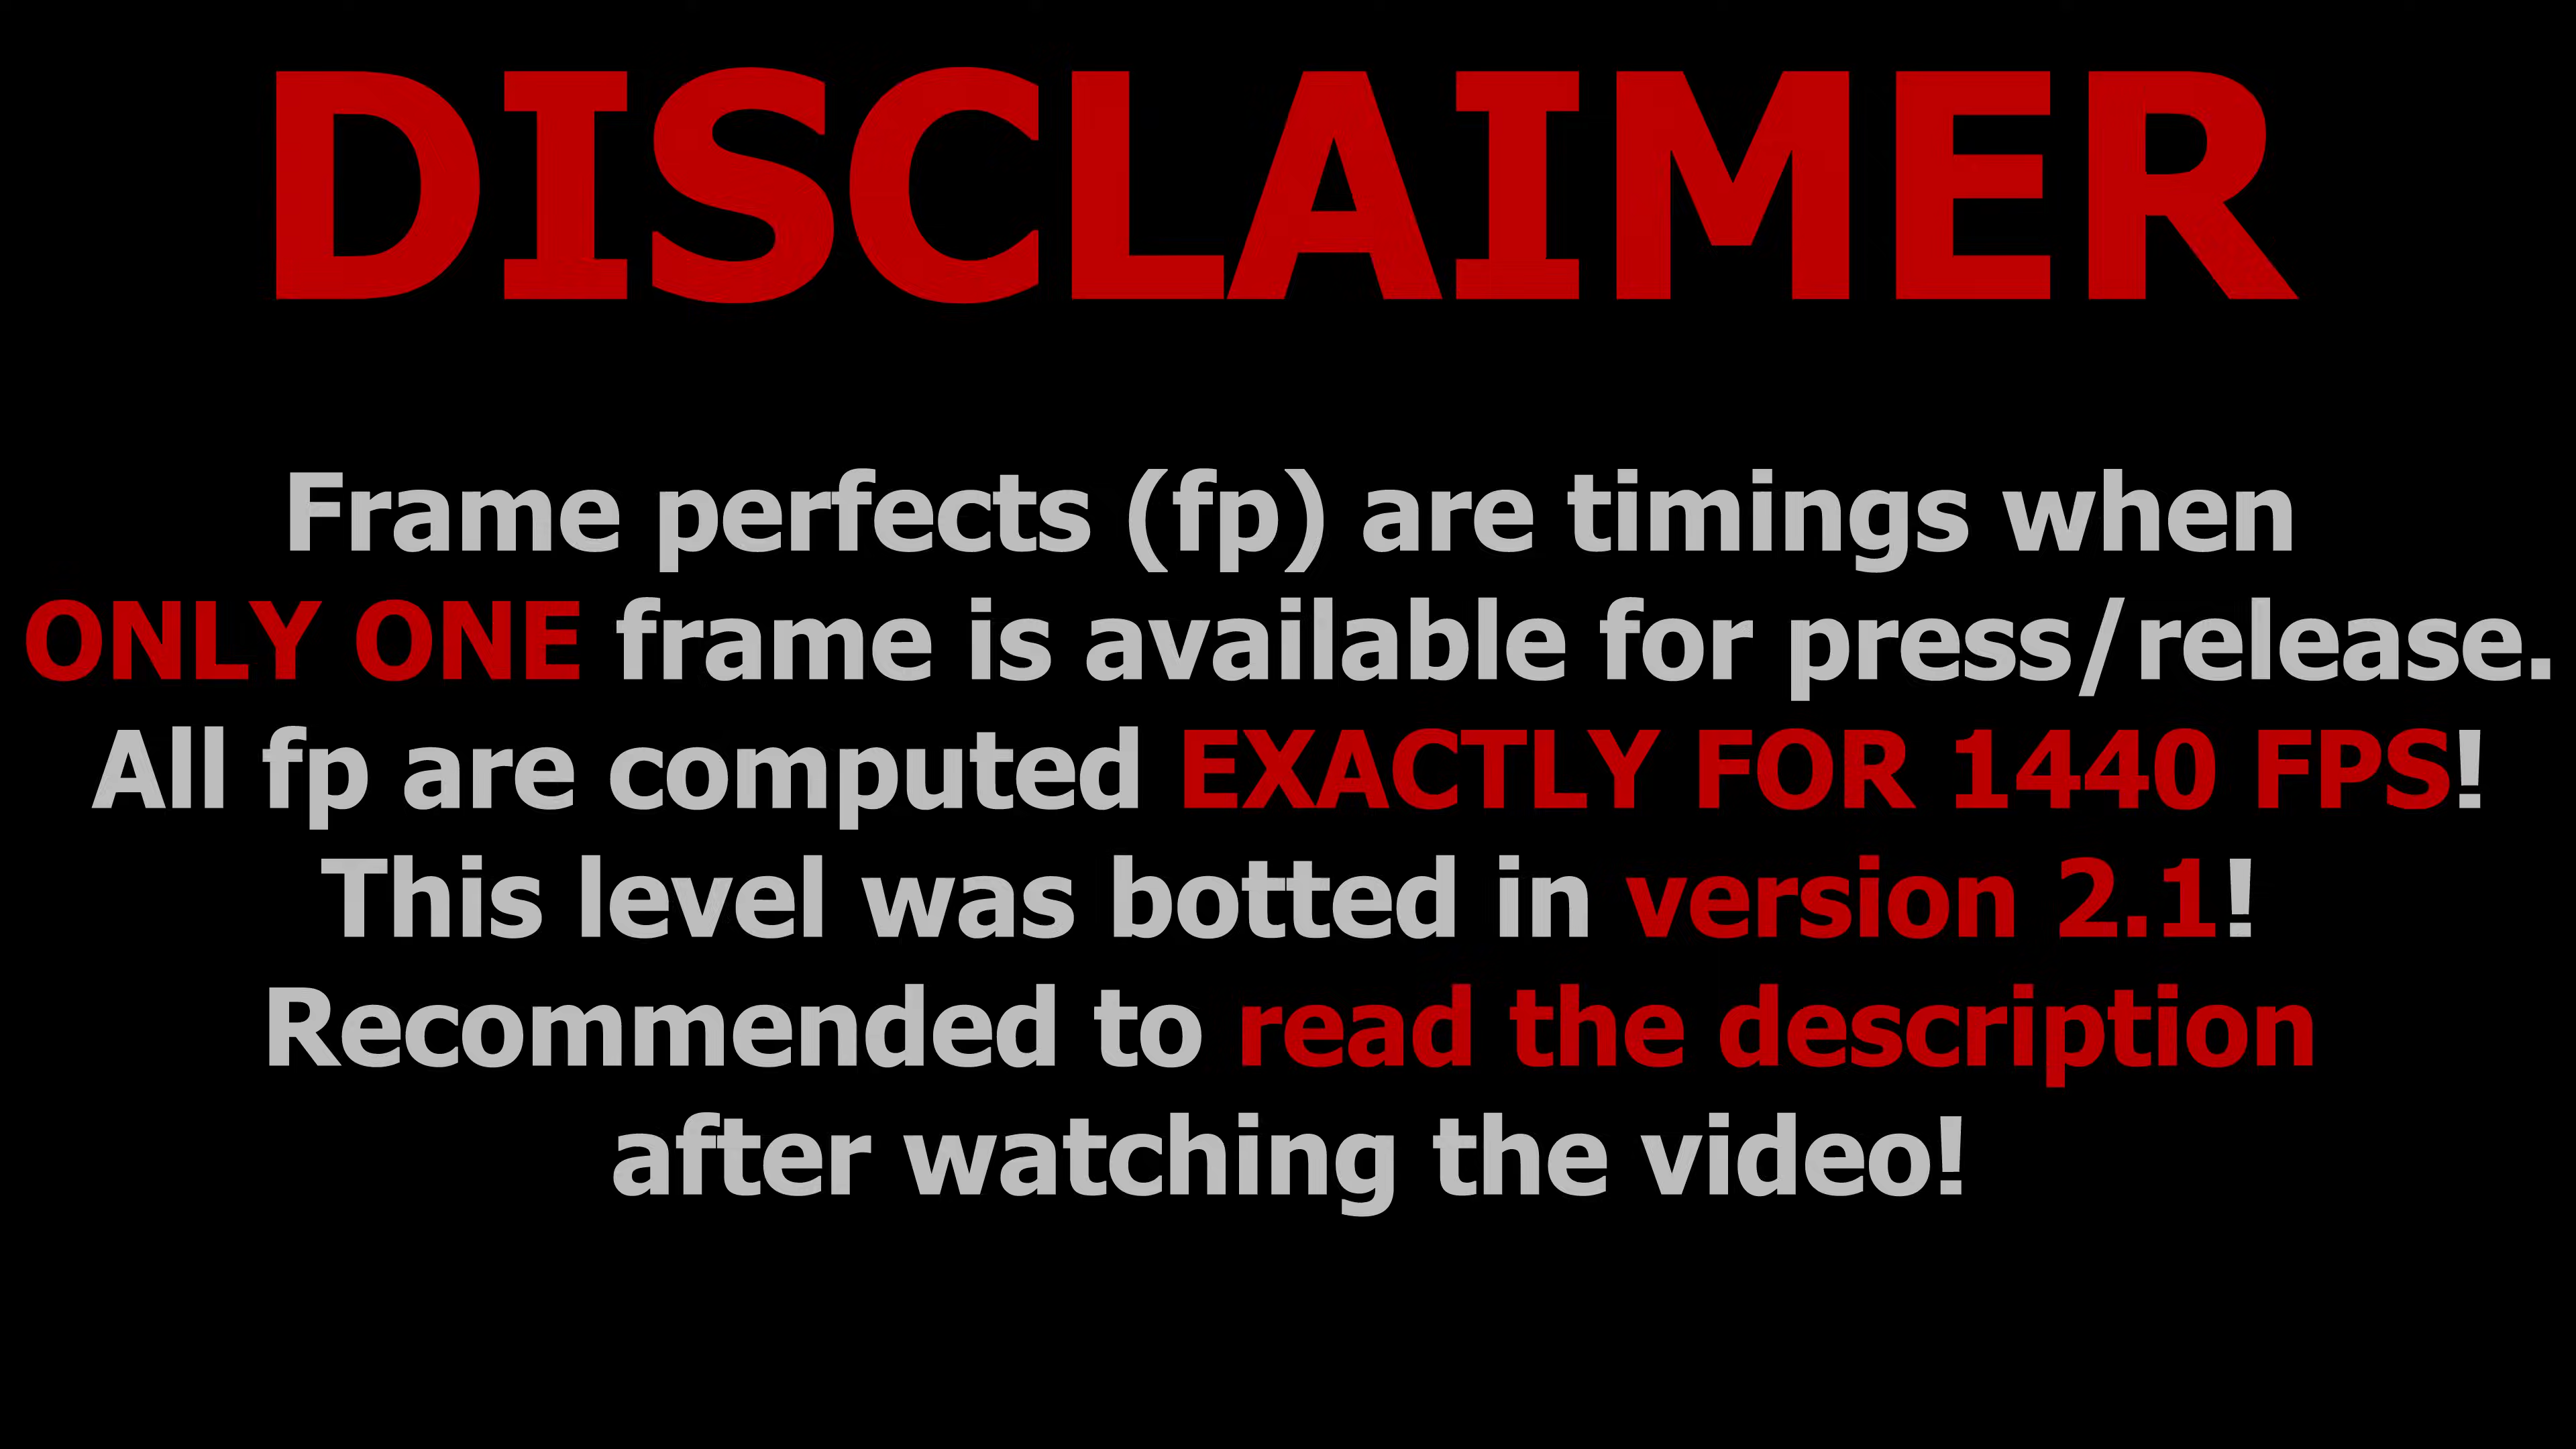 DISCLAIMER
Frame perfects (fp) are timings when
ONLY ONE frame is available for press/release.
All fp are computed EXACTLY FOR 1440 FPS!
This level was botted in version 2.1!
Recommended to read the description
after watching the video!